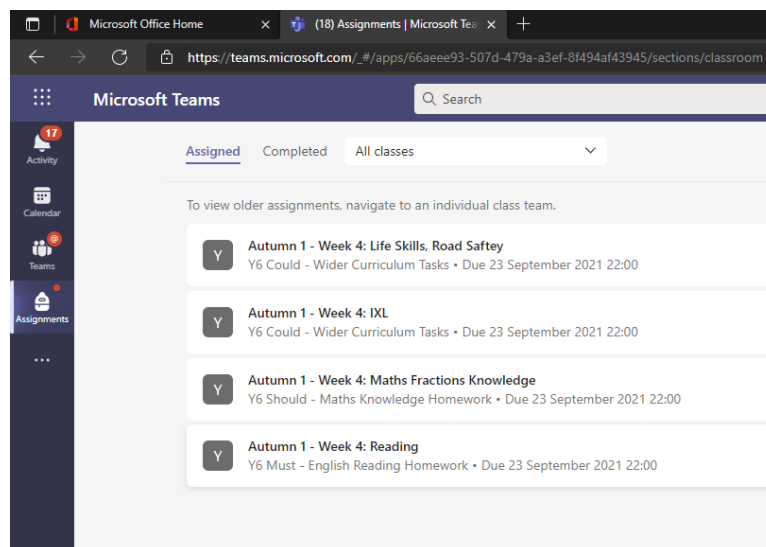 Microsoft Office Home
(18) Assignments | Microsoft Tea
https://teams.microsoft.com/_#/apps/66aeee93-507d-479a-a3ef-8f494af43945/sections/classroom
Microsoft Teams
Search
17
Activity
Calendar
@
Teams
Assignments
Assigned Completed All classes
To view older assignments, navigate to an individual class team.
Y
Autumn 1 - Week 4: Life Skills, Road Saftey
Y6 Could - Wider Curriculum Tasks • Due 23 September 2021 22:00
Y
Autumn 1 - Week 4: IXL
Y6 Could - Wider Curriculum Tasks • Due 23 September 2021 22:00
Y
Autumn 1 - Week 4: Maths Fractions Knowledge
Y6 Should - Maths Knowledge Homework • Due 23 September 2021 22:00
Y
Autumn 1 - Week 4: Reading
Y6 Must - English Reading Homework • Due 23 September 2021 22:00